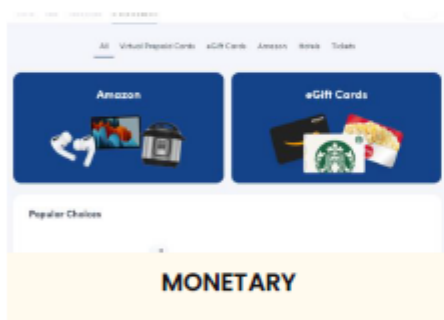 All Virtual Prepaid Cards eGift Cards Amazon Hotels Tickets
Amazon
eGift Cards
Popular Choices
MONETARY